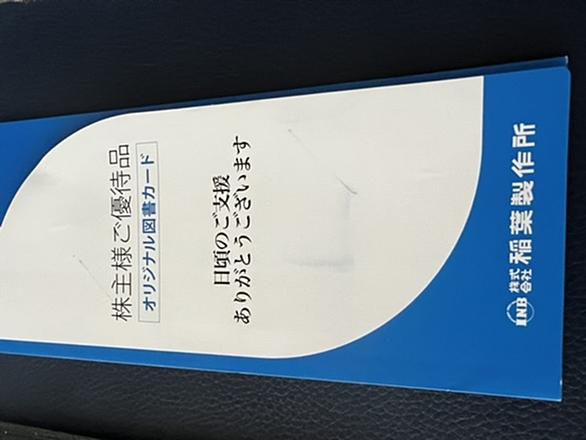 株主様ご優待品
オリジナル図書カード
日頃のご支援
ありがとうございます
INB 株式会社 稲葉製作所